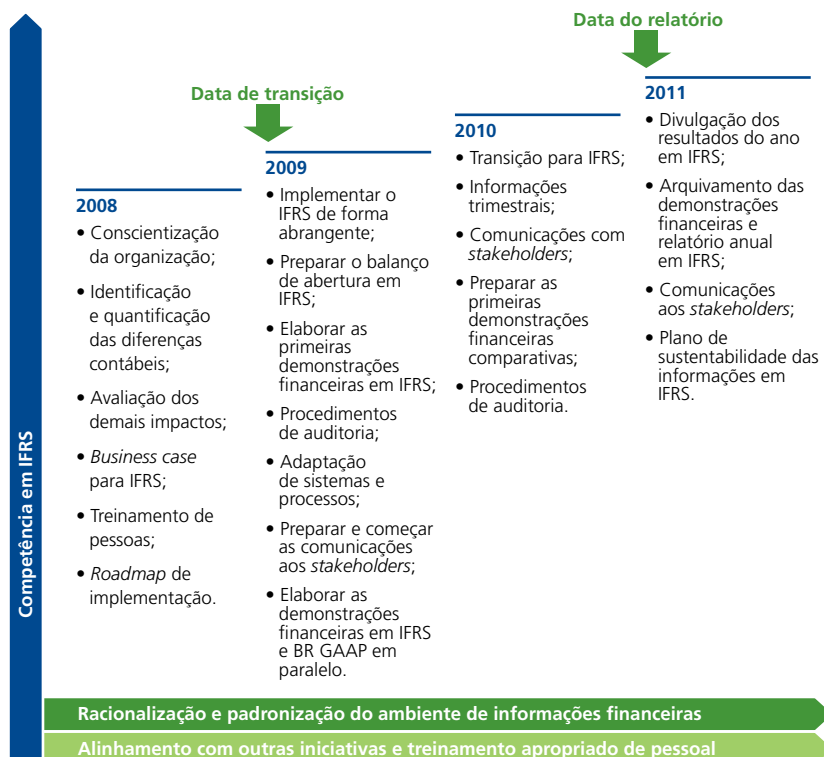 Data do relatório
Data de transição
2008
• Conscientização
da organização;
• Identificação
e quantificação
das diferenças
contábeis;
• Avaliação dos
demais impactos;
• Business case
para IFRS;
• Treinamento de
pessoas;
• Roadmap de
implementação.
2009
• Implementar o
IFRS de forma
abrangente;
• Preparar o balanço
de abertura em
IFRS;
• Elaborar as
primeiras
demonstrações
financeiras em IFRS;
• Procedimentos
de auditoria;
• Adaptação
de sistemas e
processos;
• Preparar e começar
as comunicações
aos stakeholders;
• Elaborar as
demonstrações
financeiras em IFRS
e BR GAAP em
paralelo.
2010
• Transição para IFRS;
• Informações
trimestrais;
• Comunicações com
stakeholders;
• Preparar as
primeiras
demonstrações
financeiras
comparativas;
• Procedimentos
de auditoria.
2011
• Divulgação dos
resultados do ano
em IFRS;
• Arquivamento das
demonstrações
financeiras e
relatório anual
em IFRS;
• Comunicações
aos stakeholders;
• Plano de
sustentabilidade das
informações em
IFRS.
Competência em IFRS
Racionalização e padronização do ambiente de informações financeiras
Alinhamento com outras iniciativas e treinamento apropriado de pessoal